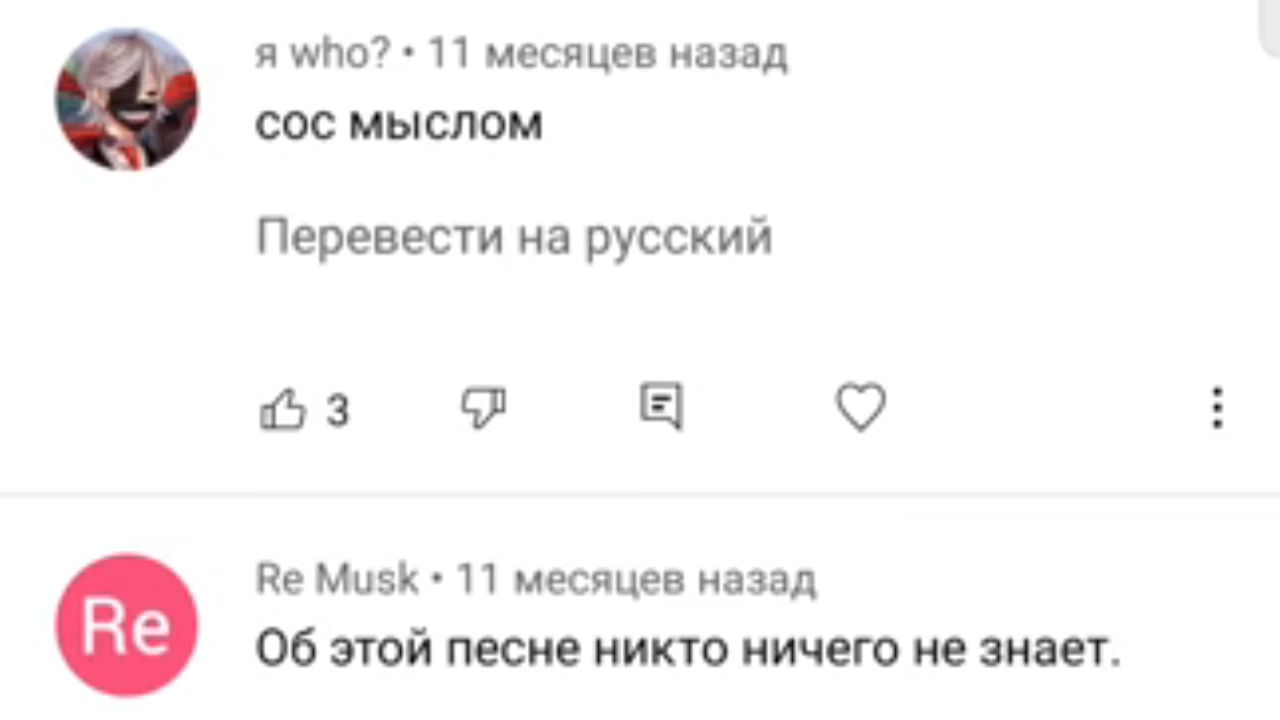 я who? • 11 месяцев назад
сос мыслом
Перевести на русский
3
Re
Re Musk • 11 месяцев назад
Об этой песне никто ничего не знает.